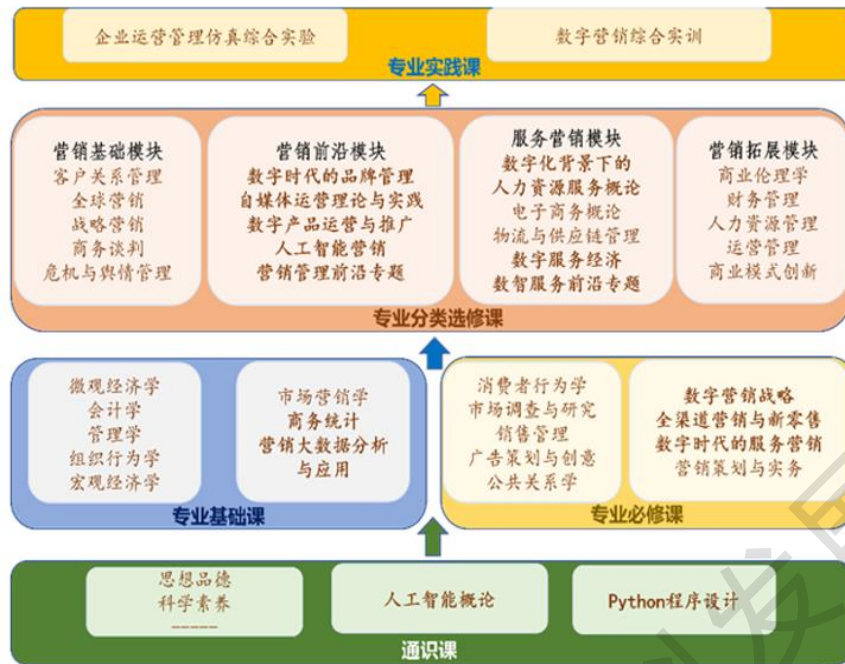 企业运营管理仿真综合实验
数字营销综合实训
专业实践课
营销基础模块
客户关系管理
全球营销
战略营销
商务谈判
危机与舆情管理
营销前沿模块
数字时代的品牌管理
自媒体运营理论与实践
数字产品运营与推广
人工智能营销
营销管理前沿专题
服务营销模块
数字化背景下的
人力资源服务概论
电子商务概论
物流与供应链管理
数字服务经济
数智服务前沿专题
营销拓展模块
商业伦理学
财务管理
人力资源管理
运营管理
商业模式创新
专业分类选修课
微观经济学
会计学
管理学
组织行为学
宏观经济学
市场营销学
商务统计
营销大数据分析
与应用
专业基础课
消费者行为学
市场调查与研究
销售管理
广告策划与创意
公共关系学
数字营销战略
全渠道营销与新零售
数字时代的服务营销
营销策划与实务
专业必修课
思想品德
科学素养
-----
人工智能概论
Python程序设计
通识课